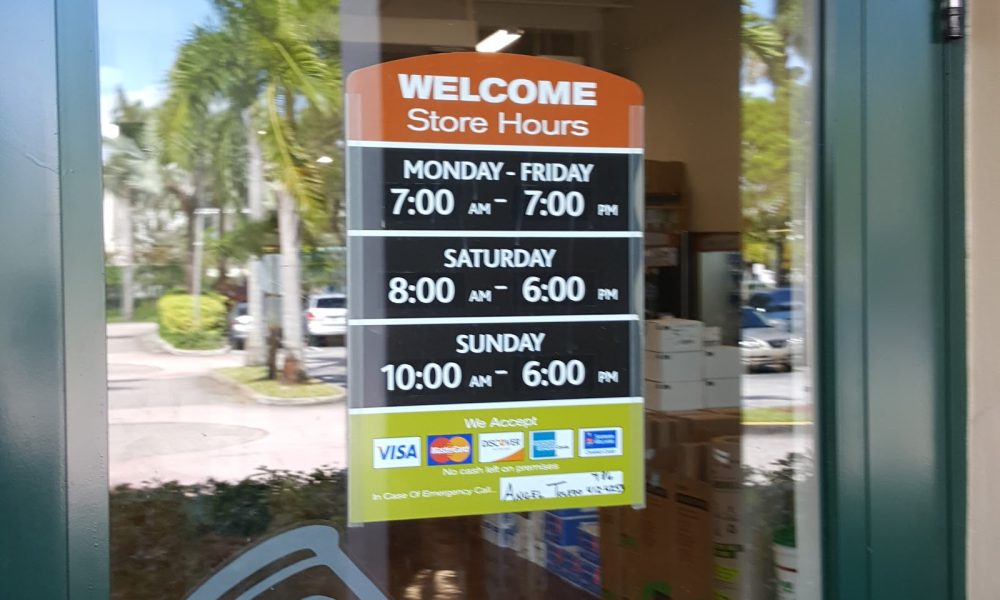 WELCOME
Store Hours
MONDAY - FRIDAY
7:00 AM - 7:00 PM
SATURDAY
8:00 AM - 6:00 PM
SUNDAY
10:00 AM - 6:00 PM
We Accept
VISA MasterCard DISCOVER
No cash left on premises
In Case Of Emergency Call... ANGEL